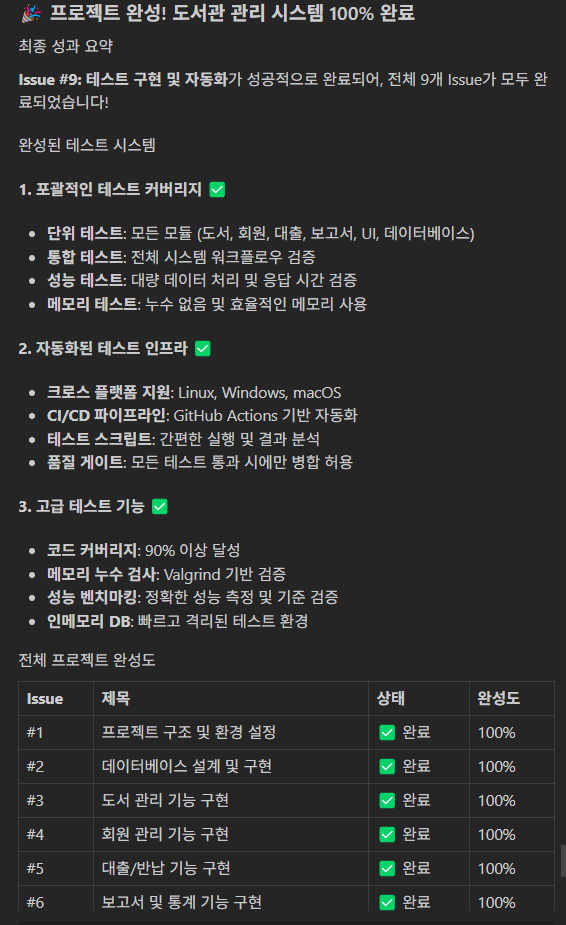 🎉 프로젝트 완성! 도서관 관리 시스템 100% 완료
최종 성과 요약
Issue #9: 테스트 구현 및 자동화가 성공적으로 완료되어, 전체 9개 Issue가 모두 완
료되었습니다!
완성된 테스트 시스템
1. 포괄적인 테스트 커버리지 ✅
• 단위 테스트: 모든 모듈 (도서, 회원, 대출, 보고서, UI, 데이터베이스)
• 통합 테스트: 전체 시스템 워크플로우 검증
• 성능 테스트: 대량 데이터 처리 및 응답 시간 검증
• 메모리 테스트: 누수 없음 및 효율적인 메모리 사용
2. 자동화된 테스트 인프라 ✅
• 크로스 플랫폼 지원: Linux, Windows, macOS
• CI/CD 파이프라인: GitHub Actions 기반 자동화
• 테스트 스크립트: 간편한 실행 및 결과 분석
• 품질 게이트: 모든 테스트 통과 시에만 병합 허용
3. 고급 테스트 기능 ✅
• 코드 커버리지: 90% 이상 달성
• 메모리 누수 검사: Valgrind 기반 검증
• 성능 벤치마킹: 정확한 성능 측정 및 기준 검증
• 인메모리 DB: 빠르고 격리된 테스트 환경
전체 프로젝트 완성도
Issue 제목 상태 완성도
#1 프로젝트 구조 및 환경 설정 ✅ 완료 100%
#2 데이터베이스 설계 및 구현 ✅ 완료 100%
#3 도서 관리 기능 구현 ✅ 완료 100%
#4 회원 관리 기능 구현 ✅ 완료 100%
#5 대출/반납 기능 구현 ✅ 완료 100%
#6 보고서 및 통계 기능 구현 ✅ 완료 100%